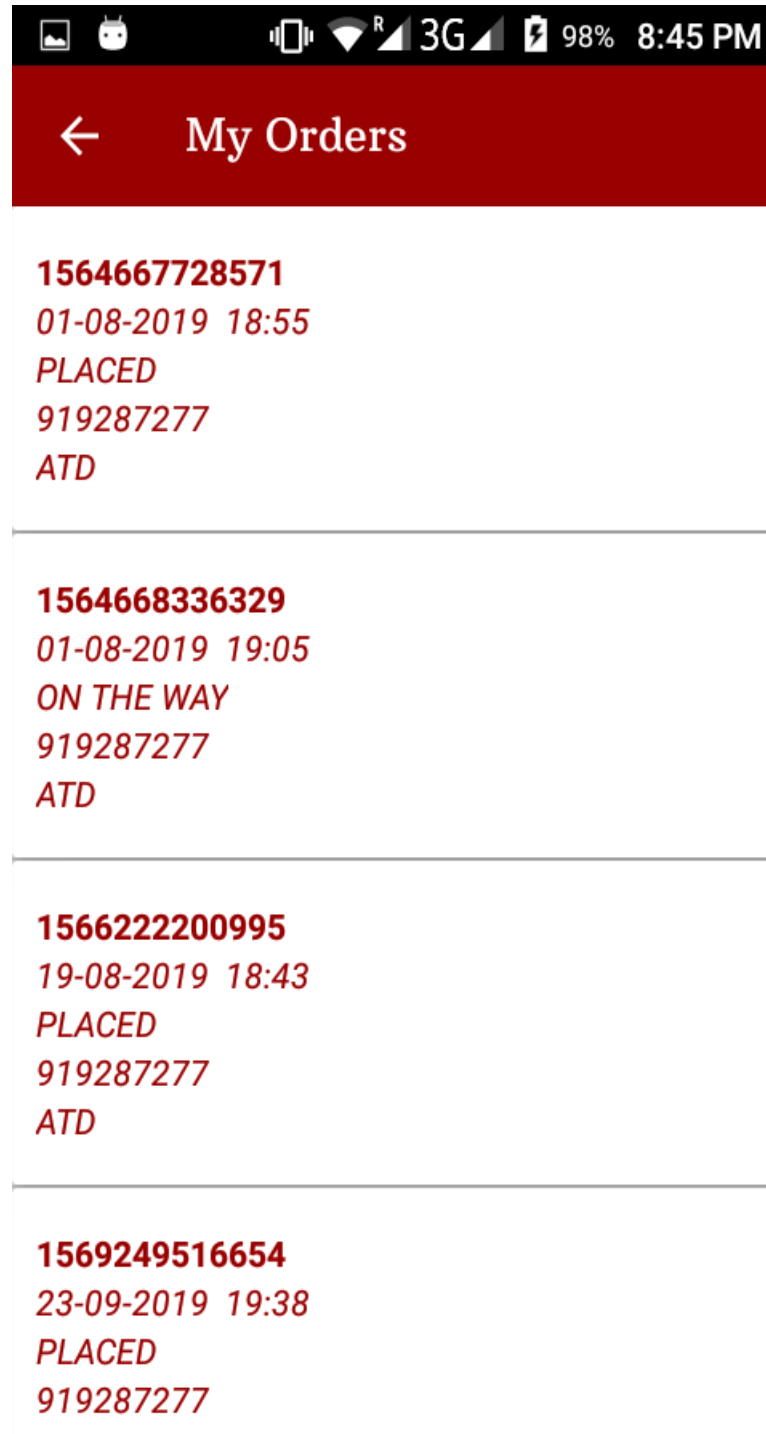 R 3G 98% 8:45 PM
My Orders
1564667728571
01-08-2019 18:55
PLACED
919287277
ATD
1564668336329
01-08-2019 19:05
ON THE WAY
919287277
ATD
1566222200995
19-08-2019 18:43
PLACED
919287277
ATD
1569249516654
23-09-2019 19:38
PLACED
919287277